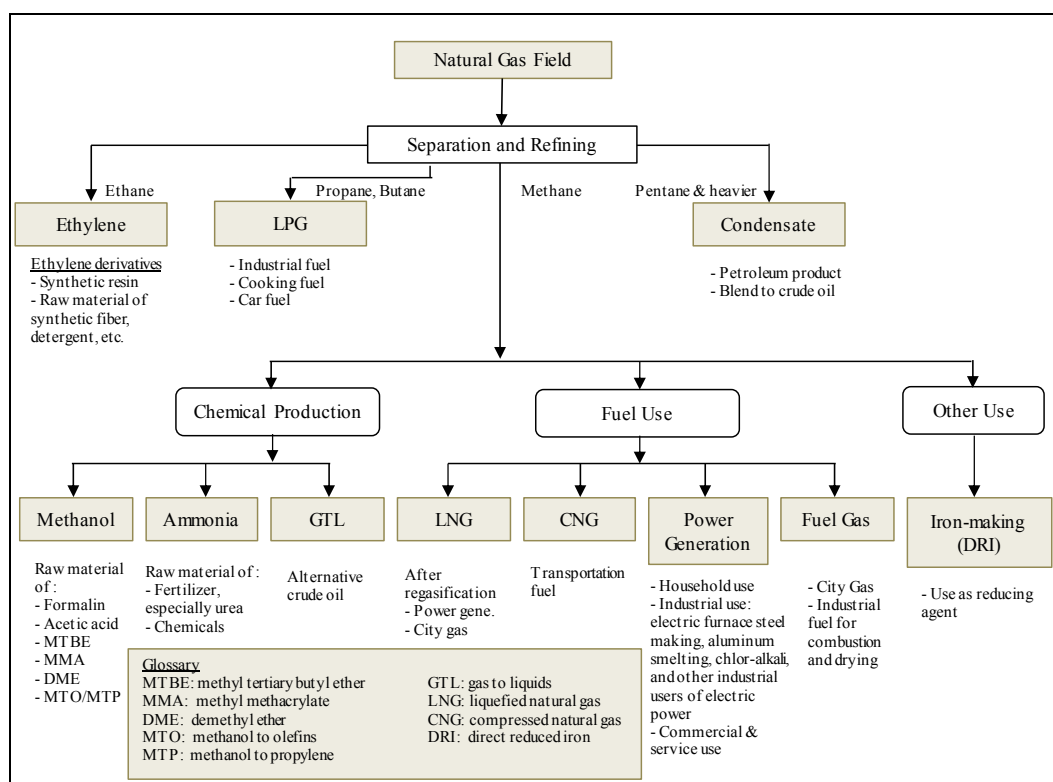 Natural Gas Field
Separation and Refining
Ethane
Propane, Butane
Methane
Pentane & heavier
Ethylene
LPG
Condensate
Ethylene derivatives
- Synthetic resin
- Raw material of
synthetic fiber,
detergent, etc.
- Industrial fuel
- Cooking fuel
- Car fuel
- Petroleum product
- Blend to crude oil
Chemical Production
Fuel Use
Other Use
Methanol
Ammonia
GTL
LNG
CNG
Power
Generation
Fuel Gas
Iron-making
(DRI)
Raw material
of :
- Formalin
- Acetic acid
- MTBE
- MMA
- DME
- MTO/MTP
Raw material of :
- Fertilizer,
especially urea
- Chemicals
Alternative
crude oil
After
regasification
- Power gene.
- City gas
Transportation
fuel
- Household use
- Industrial use:
electric furnace steel
making, aluminum
smelting, chlor-alkali,
and other industrial
users of electric
power
- Commercial &
service use
- City Gas
- Industrial
fuel for
combustion
and drying
- Use as reducing
agent
Glossary
MTBE: methyl tertiary butyl ether
MMA: methyl methacrylate
DME: demethyl ether
MTO: methanol to olefins
MTP: methanol to propylene
GTL: gas to liquids
LNG: liquefied natural gas
CNG: compressed natural gas
DRI: direct reduced iron